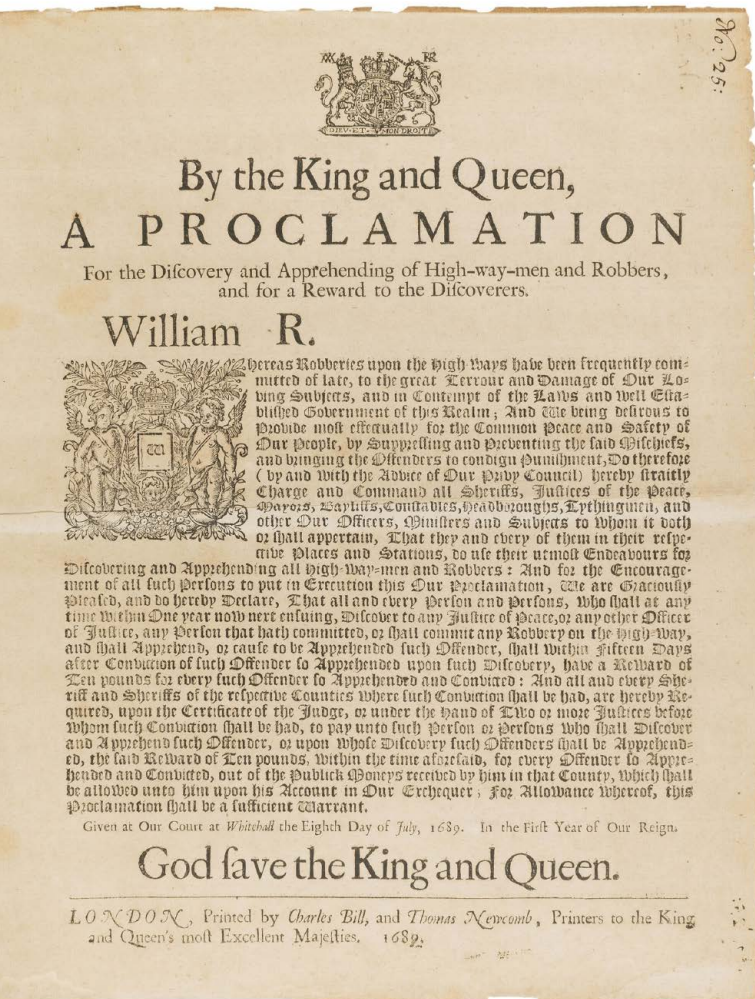 No: 25:
W R
DIEV·ET·MON DROIT
By the King and Queen,
A PROCLAMATION
For the Diſcovery and Apprehending of High-way-men and Robbers,
and for a Reward to the Diſcoverers.
William R.
W
Whereas Robberies upon the High Ways have been frequently com=
mitted of late, to the great Terrour and Damage of Our Lo=
ving Subjects, and in Contempt of the Laws and well Eſta=
bliſhed Government of this Realm; And We being deſirous to
Provide moſt effectually for the Common Peace and Safety of
Our People, by Suppreſſing and Preventing the ſaid Miſchiefs,
and bringing the Offenders to condign Puniſhment, Do therefore
(by and with the Advice of Our Privy Council) hereby ſtraitly
Charge and Command all Sheriffs, Juſtices of the Peace,
Mayors, Bayliffs, Conſtables, Headboroughs, Tythingmen, and
other Our Officers, Miniſters and Subjects to whom it doth
or ſhall appertain, That they and every of them in their reſpe=
ctive Places and Stations, do uſe their utmoſt Endeavours for
Diſcovering and Apprehending all High-Way-men and Robbers: And for the Encourage=
ment of all ſuch Perſons to put in Execution this Our Proclamation, We are Graciouſly
Pleaſed, and do hereby Declare, That all and every Perſon and Perſons, who ſhall at any
time within One year now next enſuing, Diſcover to any Juſtice of Peace, or any other Officer
of Juſtice, any Perſon that hath committed, or ſhall commit any Robbery on the High-way,
and ſhall Apprehend, or cauſe to be Apprehended ſuch Offender, ſhall within Fifteen Days
after Conviction of ſuch Offender ſo Apprehended upon ſuch Diſcovery, have a Reward of
Ten pounds for every ſuch Offender ſo Apprehended and Convicted: And all and every She=
riff and Sheriffs of the reſpective Counties where ſuch Conviction ſhall be had, are hereby Re=
quired, upon the Certificate of the Judge, or under the Hand of Two or more Juſtices before
whom ſuch Conviction ſhall be had, to pay unto ſuch Perſon or Perſons who ſhall Diſcover
and Apprehend ſuch Offender, or upon whoſe Diſcovery ſuch Offenders ſhall be Apprehend=
ed, the ſaid Reward of Ten pounds, within the time aforeſaid, for every Offender ſo Appre=
hended and Convicted, out of the Publick Moneys received by him in that County, which ſhall
be allowed unto him upon his Account in Our Exchequer; For Allowance whereof, this
Proclamation ſhall be a ſufficient Warrant.
Given at Our Court at Whitehall the Eighth Day of July, 1689. In the Firſt Year of Our Reign.
God ſave the King and Queen.
LONDON, Printed by Charles Bill, and Thomas Newcomb, Printers to the King
and Queen's moſt Excellent Majeſties. 1689.